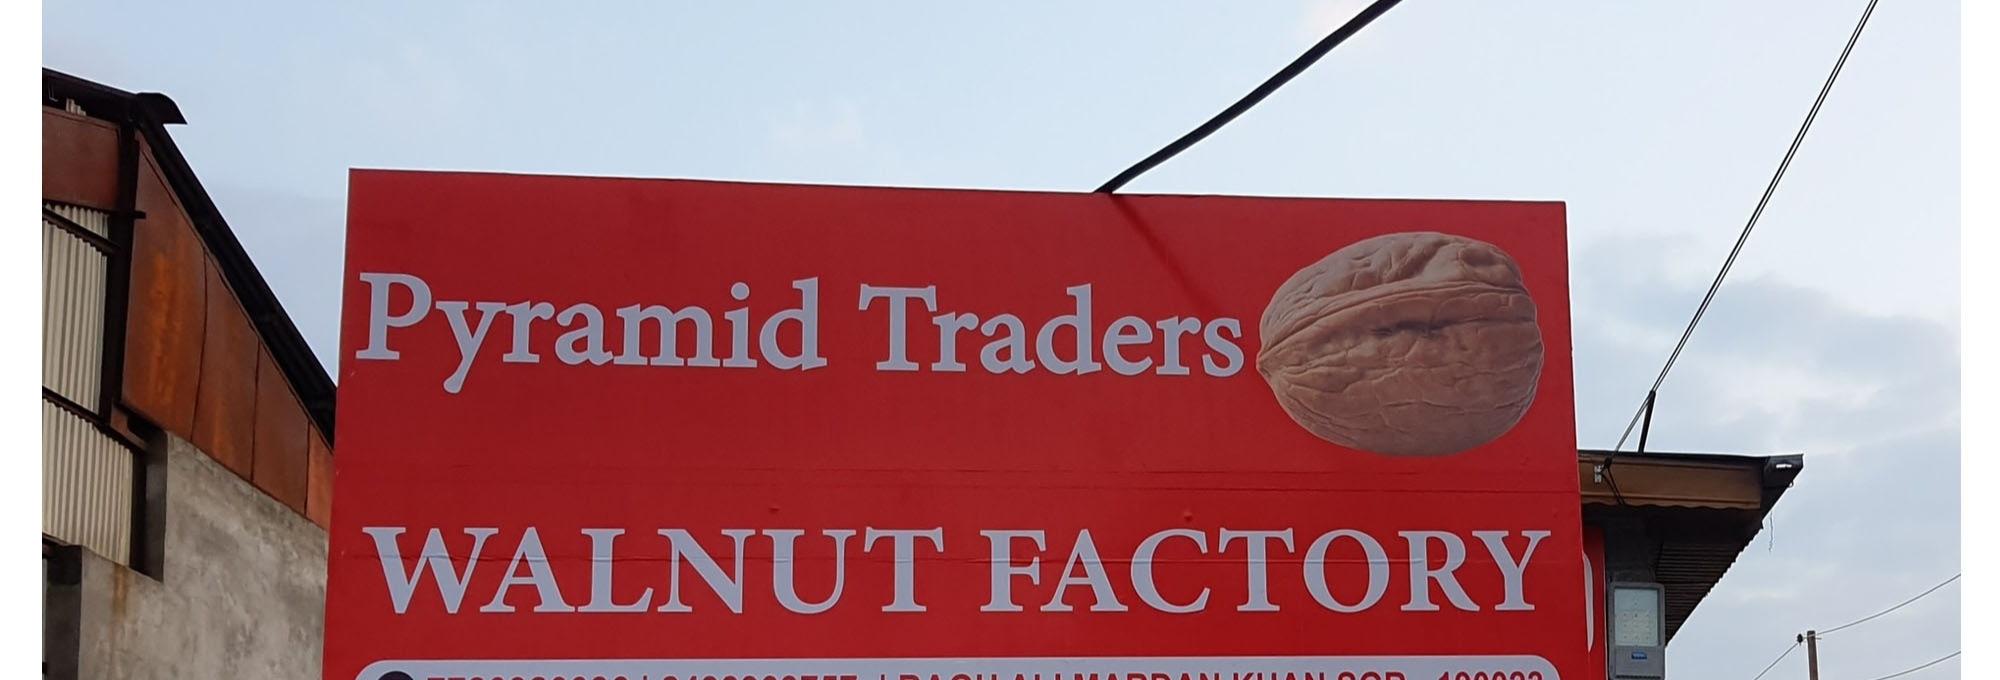 Pyramid Traders
WALNUT FACTORY